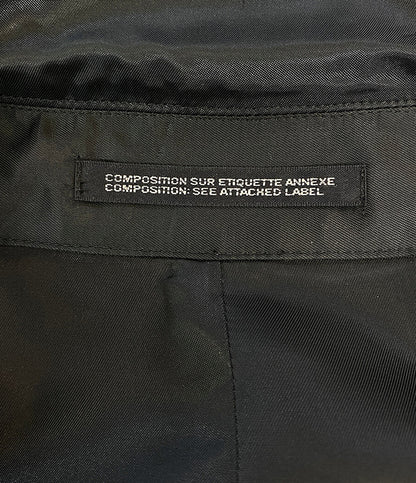 COMPOSITION SUR ETIQUETTE ANNEXE
COMPOSITION: SEE ATTACHED LABEL